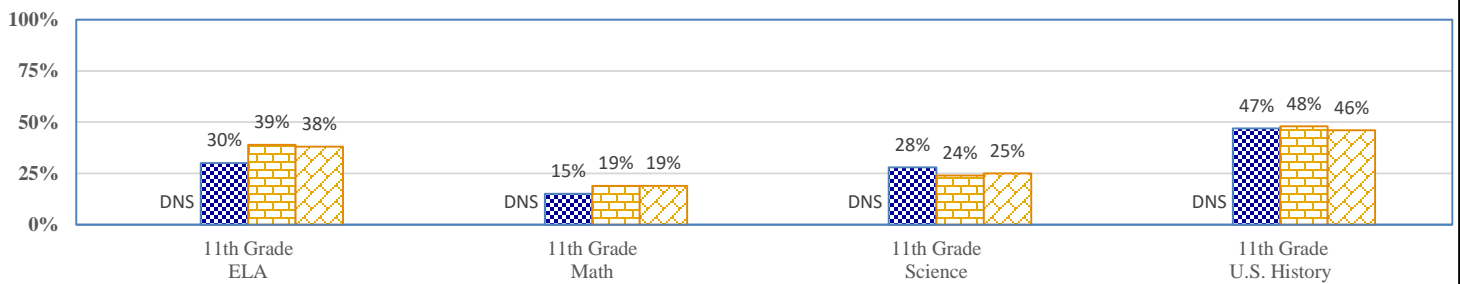 100%
75%
50%
25%
0%
DNS 30% 39% 38%
DNS 15% 19% 19%
DNS 28% 24% 25%
DNS 47% 48% 46%
11th Grade
ELA
11th Grade
Math
11th Grade
Science
11th Grade
U.S. History